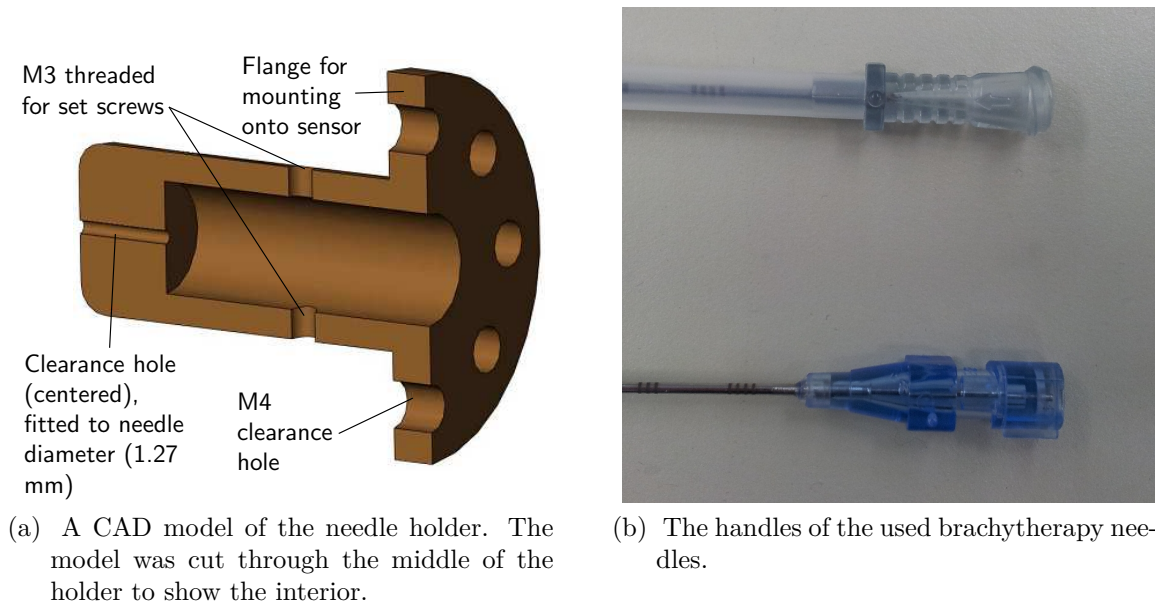 M3 threaded
for set screws
Flange for
mounting
onto sensor
Clearance hole
(centered),
fitted to needle
diameter (1.27
mm)
M4
clearance
hole
(a) A CAD model of the needle holder. The
model was cut through the middle of the
holder to show the interior.
(b) The handles of the used brachytherapy nee-
dles.